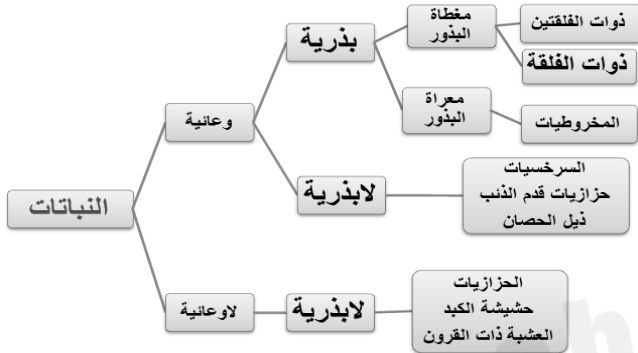 النباتات
وعائية
بذرية
مغطاة
البذور
ذوات الفلقتين
ذوات الفلقة
معراة
البذور
المخروطيات
لابذرية
السرخسيات
حزازيات قدم الذئب
ذيل الحصان
لاوعائية
لابذرية
الحزازيات
حشيشة الكبد
العشبة ذات القرون